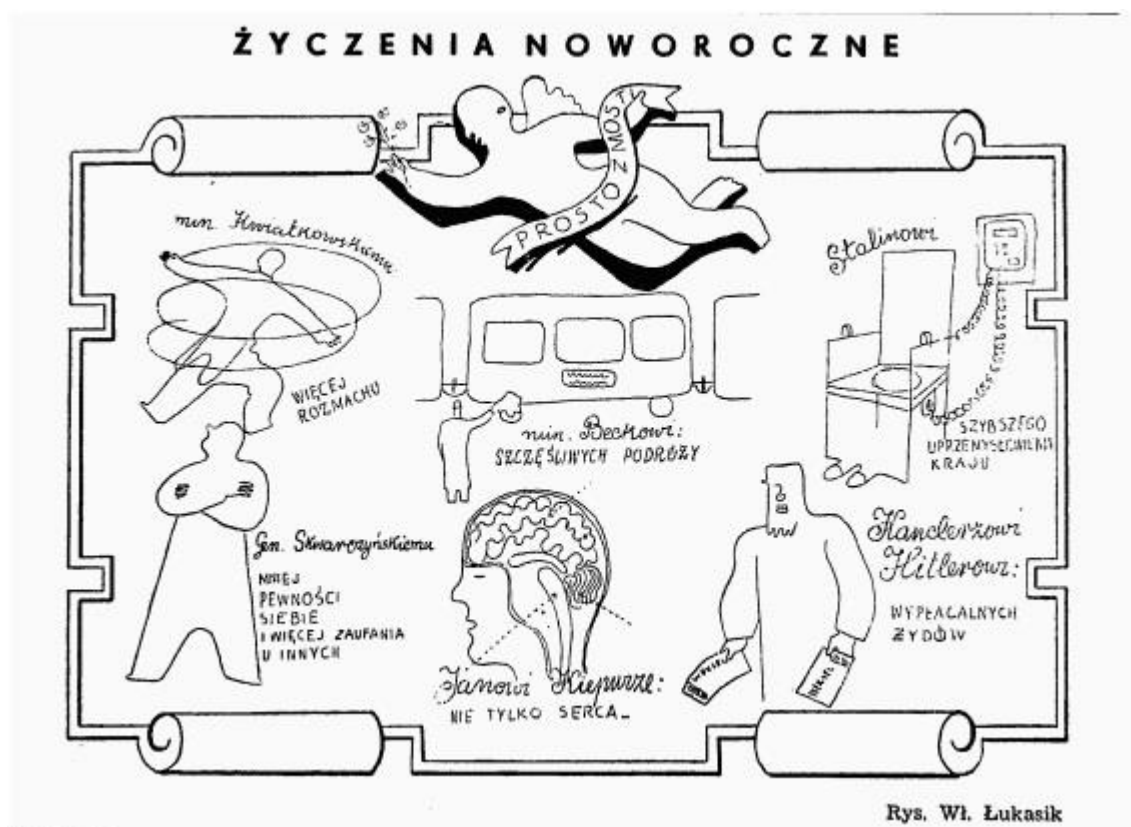 ŻYCZENIA NOWOROCZNE
PROSTO Z MOSTU
min. Kwiatkowskiemu
WIĘCEJ
ROZMACHU
min. Beckowi:
SZCZĘŚLIWYCH PODRÓŻY
Stalinowi
SZYBSZEGO
UPRZEMYSŁOWIENIA
KRAJU
Gen. Skwarczyńskiemu
MNIEJ
PEWNOŚCI
SIEBIE
I WIĘCEJ ZAUFANIA
U INNYCH
Janowi Kiepurze:
NIE TYLKO SERCA_
Kanclerzowi
Hitlerowi:
WYPŁACALNYCH
ŻYDÓW
Rys. Wł. Łukasik